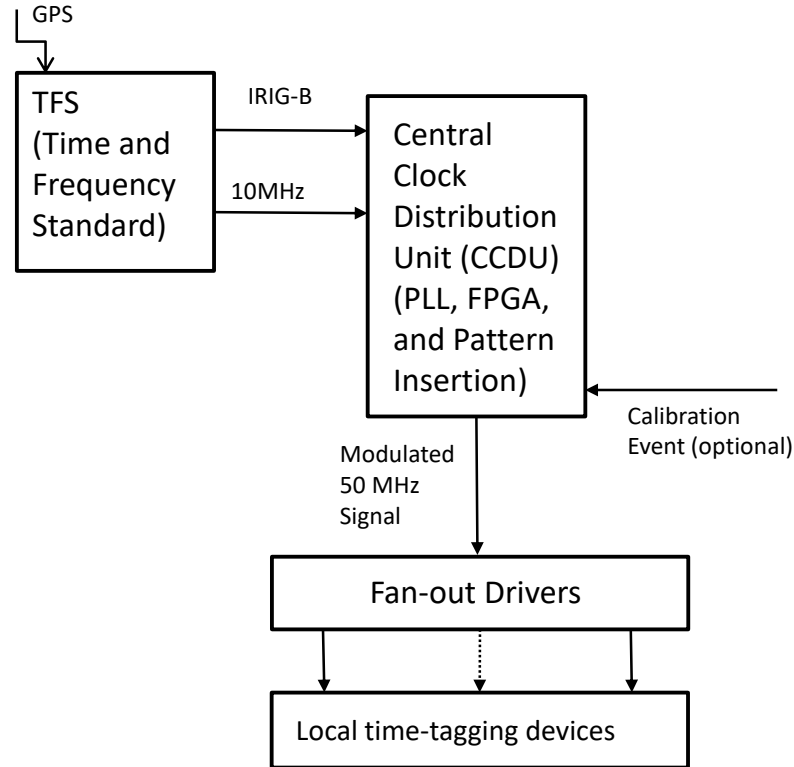 GPS
TFS
(Time and
Frequency
Standard)
IRIG-B
10MHz
Central
Clock
Distribution
Unit (CCDU)
(PLL, FPGA,
and Pattern
Insertion)
Calibration
Event (optional)
Modulated
50 MHz
Signal
Fan-out Drivers
Local time-tagging devices